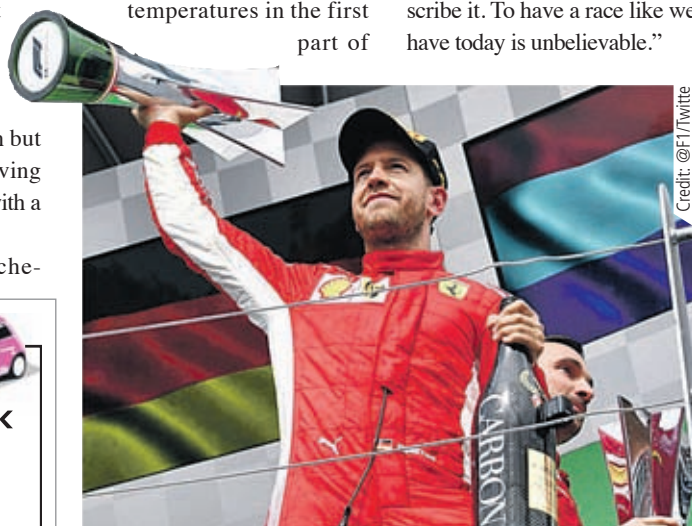 temperatures in the first
part of
scribe it. To have a race like we
have today is unbelievable.”
but
ving
ith a
che-
K
Credit: @F1/Twitte
CARBON